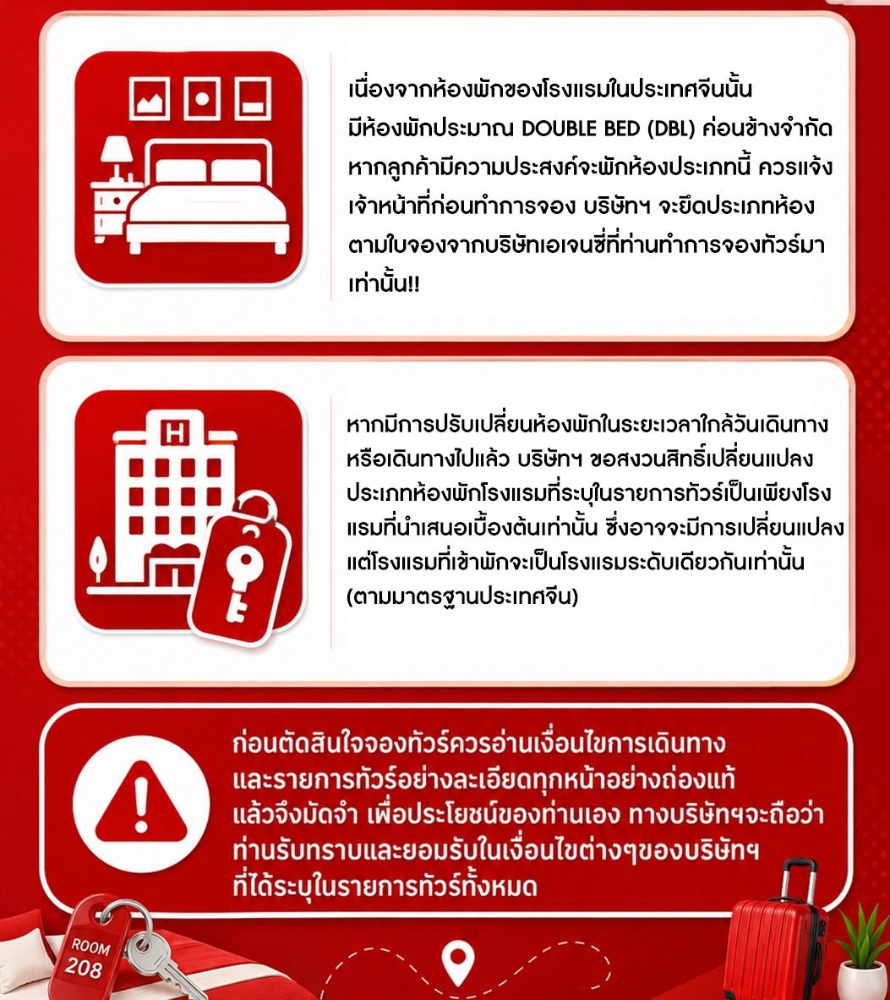 เนื่องจากห้องพักของโรงแรมในประเทศจีนนั้น
มีห้องพักประมาณ DOUBLE BED (DBL) ค่อนข้างจำกัด
หากลูกค้ามีความประสงค์จะพักห้องประเภทนี้ ควรแจ้ง
เจ้าหน้าที่ก่อนทำการจอง บริษัทฯ จะยึดประเภทห้อง
ตามใบจองจากบริษัทเอเจนซี่ที่ท่านทำการจองทัวร์มา
เท่านั้น!!
H
หากมีการปรับเปลี่ยนห้องพักในระยะเวลาใกล้วันเดินทาง
หรือเดินทางไปแล้ว บริษัทฯ ขอสงวนสิทธิ์เปลี่ยนแปลง
ประเภทห้องพักโรงแรมที่ระบุในรายการทัวร์เป็นเพียงโรง
แรมที่นำเสนอเบื้องต้นเท่านั้น ซึ่งอาจจะมีการเปลี่ยนแปลง
แต่โรงแรมที่เข้าพักจะเป็นโรงแรมระดับเดียวกันเท่านั้น
(ตามมาตรฐานประเทศจีน)
ก่อนตัดสินใจจองทัวร์ควรอ่านเงื่อนไขการเดินทาง
และรายการทัวร์อย่างละเอียดทุกหน้าอย่างถ่องแท้
แล้วจึงมัดจำ เพื่อประโยชน์ของท่านเอง ทางบริษัทฯจะถือว่า
ท่านรับทราบและยอมรับในเงื่อนไขต่างๆของบริษัทฯ
ที่ได้ระบุในรายการทัวร์ทั้งหมด
ROOM
208